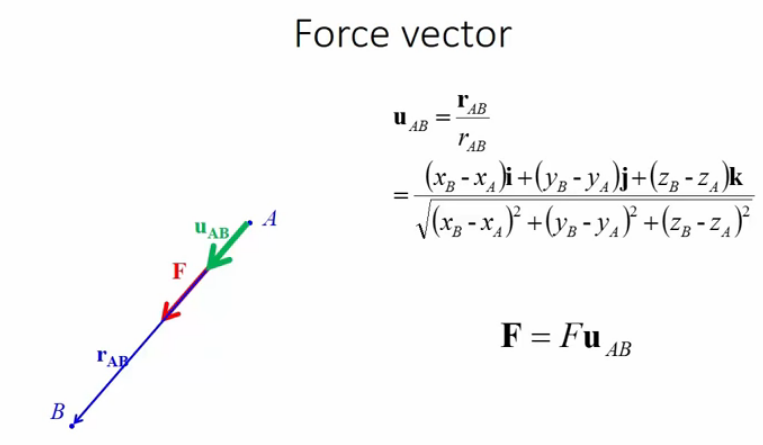 Force vector
u_AB = r_AB / r_AB
= ((x_B - x_A)i + (y_B - y_A)j + (z_B - z_A)k) / √((x_B - x_A)² + (y_B - y_A)² + (z_B - z_A)²)
u_AB
A
F
r_AB
B
F = Fu_AB